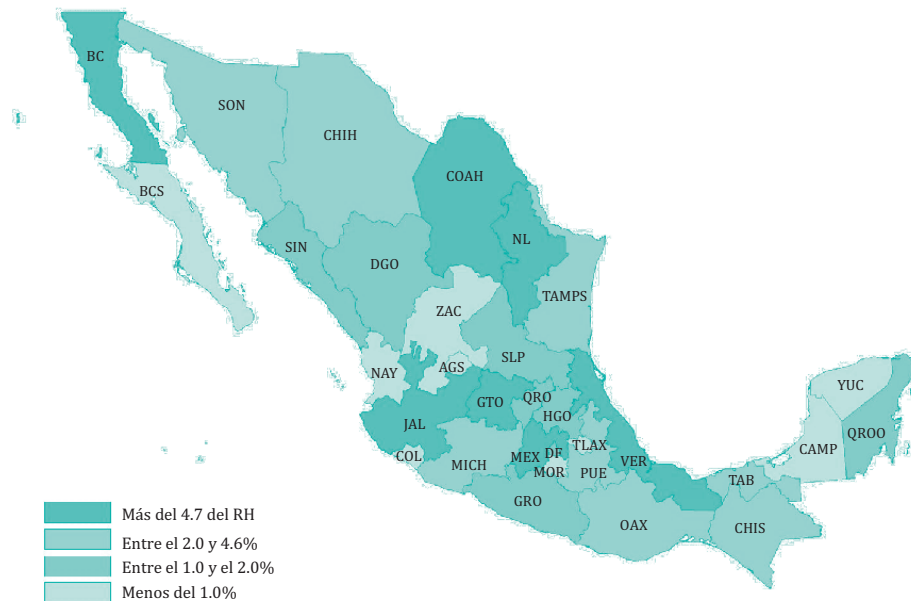 BC
SON
CHIH
COAH
BCS
NL
SIN
DGO
TAMPS
ZAC
SLP
NAY
AGS
YUC
GTO
QRO
HGO
JAL
QROO
TLAX
CAMP
COL
MEX
DF
VER
MICH
MOR
PUE
TAB
GRO
OAX
CHIS
Más del 4.7 del RH
Entre el 2.0 y 4.6%
Entre el 1.0 y el 2.0%
Menos del 1.0%